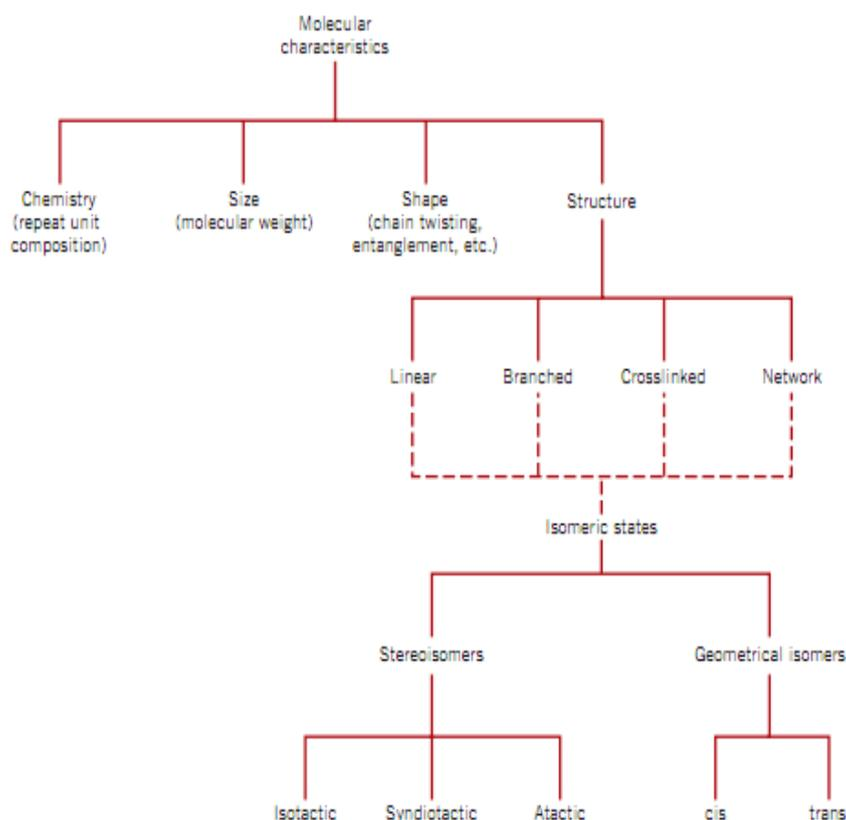 Molecular
characteristics
Chemistry
(repeat unit
composition)
Size
(molecular weight)
Shape
(chain twisting,
entanglement, etc.)
Structure
Linear
Branched
Crosslinked
Network
Isomeric states
Stereoisomers
Geometrical isomers
Isotactic
Syndiotactic
Atactic
cis
trans